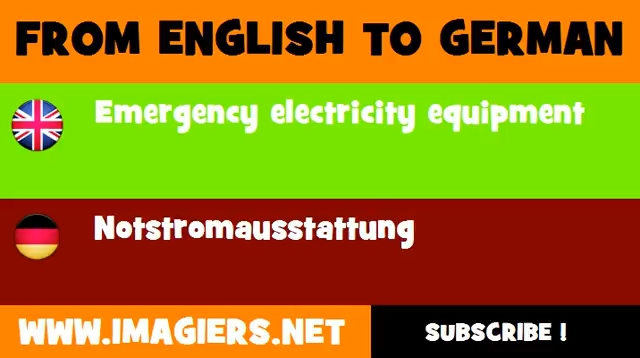 FROM ENGLISH TO GERMAN
Emergency electricity equipment
Notstromausstattung
WWW.IMAGIERS.NET
SUBSCRIBE !